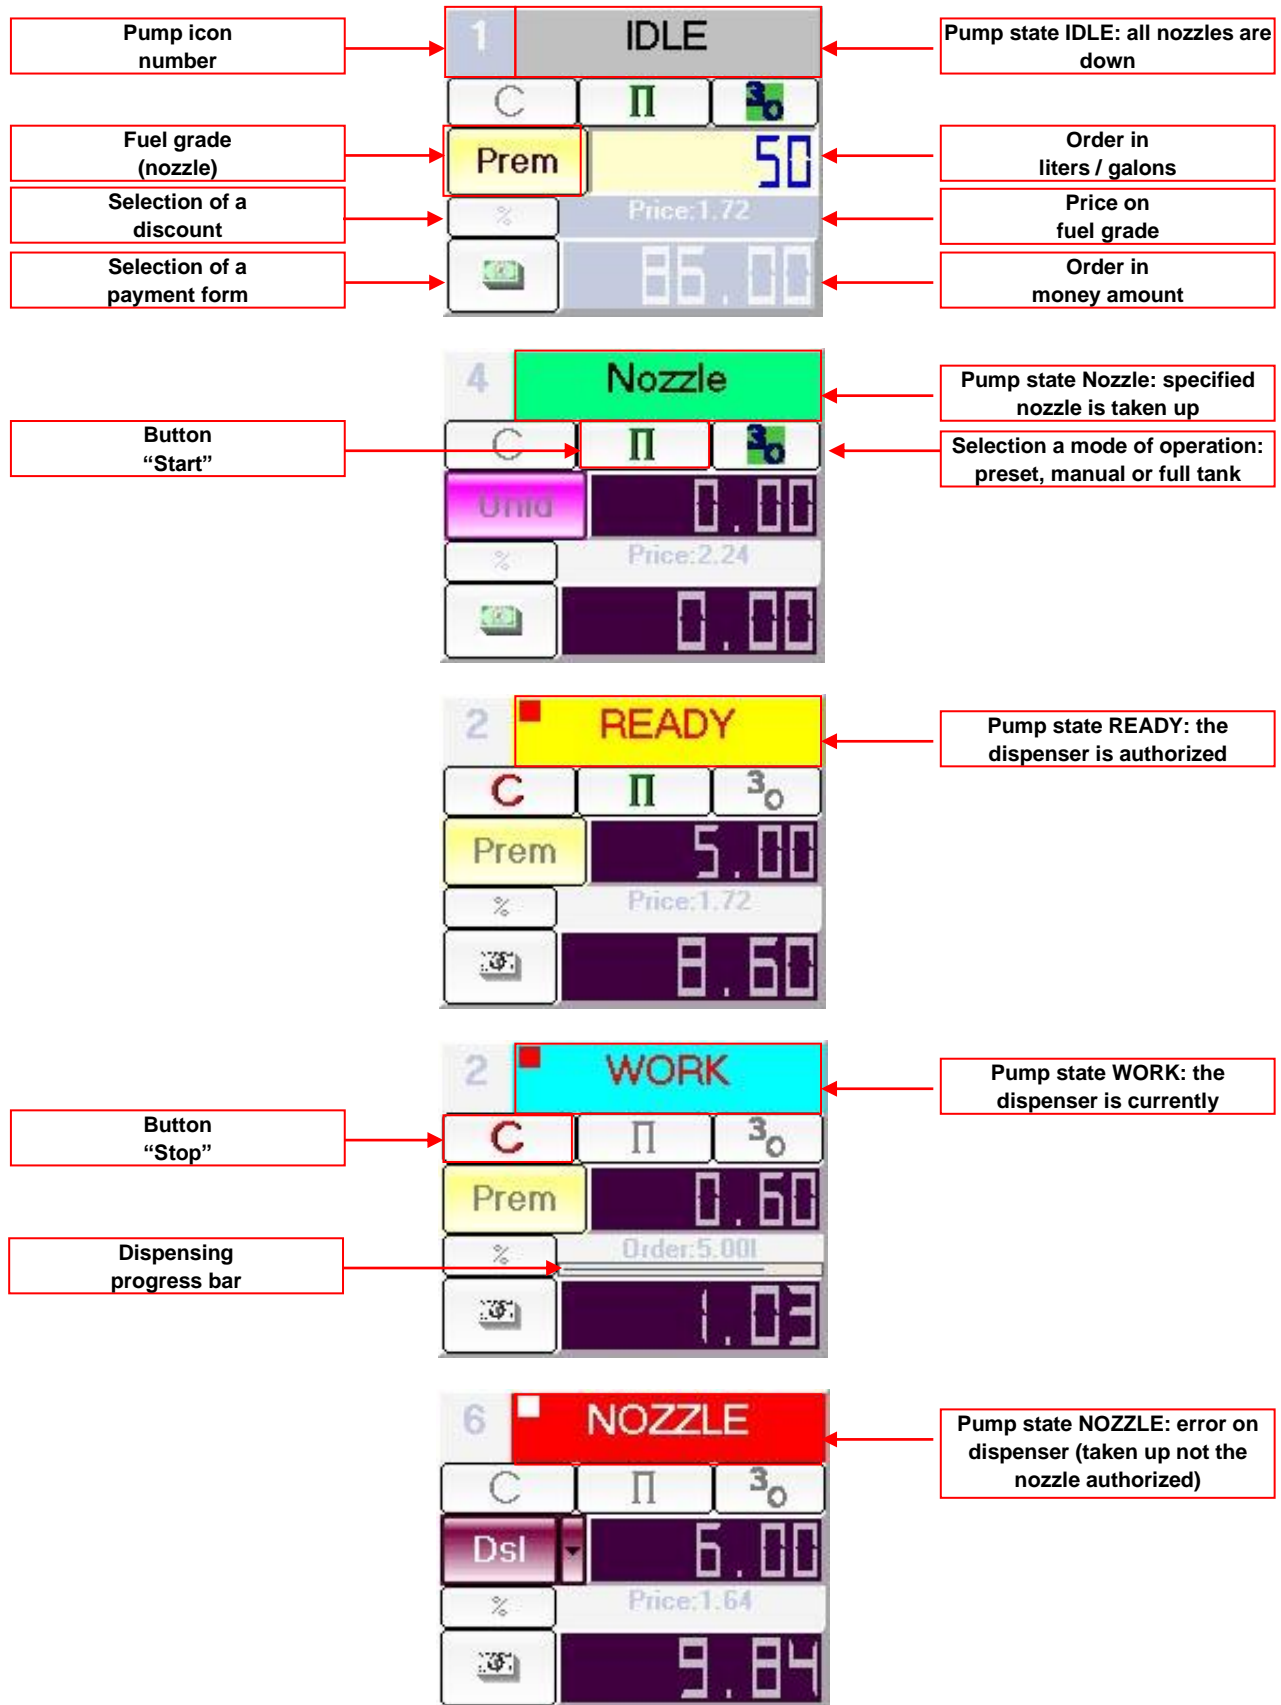 Pump icon
number
1 IDLE
Pump state IDLE: all nozzles are
down
C П 30
Fuel grade
(nozzle)
Prem 50
Order in
liters / galons
Selection of a
discount
% Price:1.72
Price on
fuel grade
Selection of a
payment form
86.00
Order in
money amount
4 Nozzle
Pump state Nozzle: specified
nozzle is taken up
Button
“Start”
C П 30
Selection a mode of operation:
preset, manual or full tank
0.00
% Price:2.24
0.00
2 READY
Pump state READY: the
dispenser is authorized
C П 30
Prem 5.00
% Price:1.72
8.60
2 WORK
Pump state WORK: the
dispenser is currently
Button
“Stop”
C П 30
Prem 0.60
Dispensing
progress bar
% Order:5.00l
1.03
6 NOZZLE
Pump state NOZZLE: error on
dispenser (taken up not the
nozzle authorized)
C П 30
Dsl 6.00
% Price:1.64
9.84